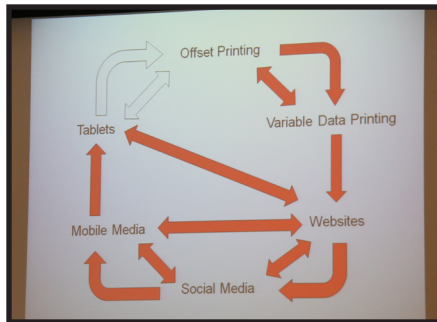 Offset Printing
Variable Data Printing
Tablets
Websites
Mobile Media
Social Media